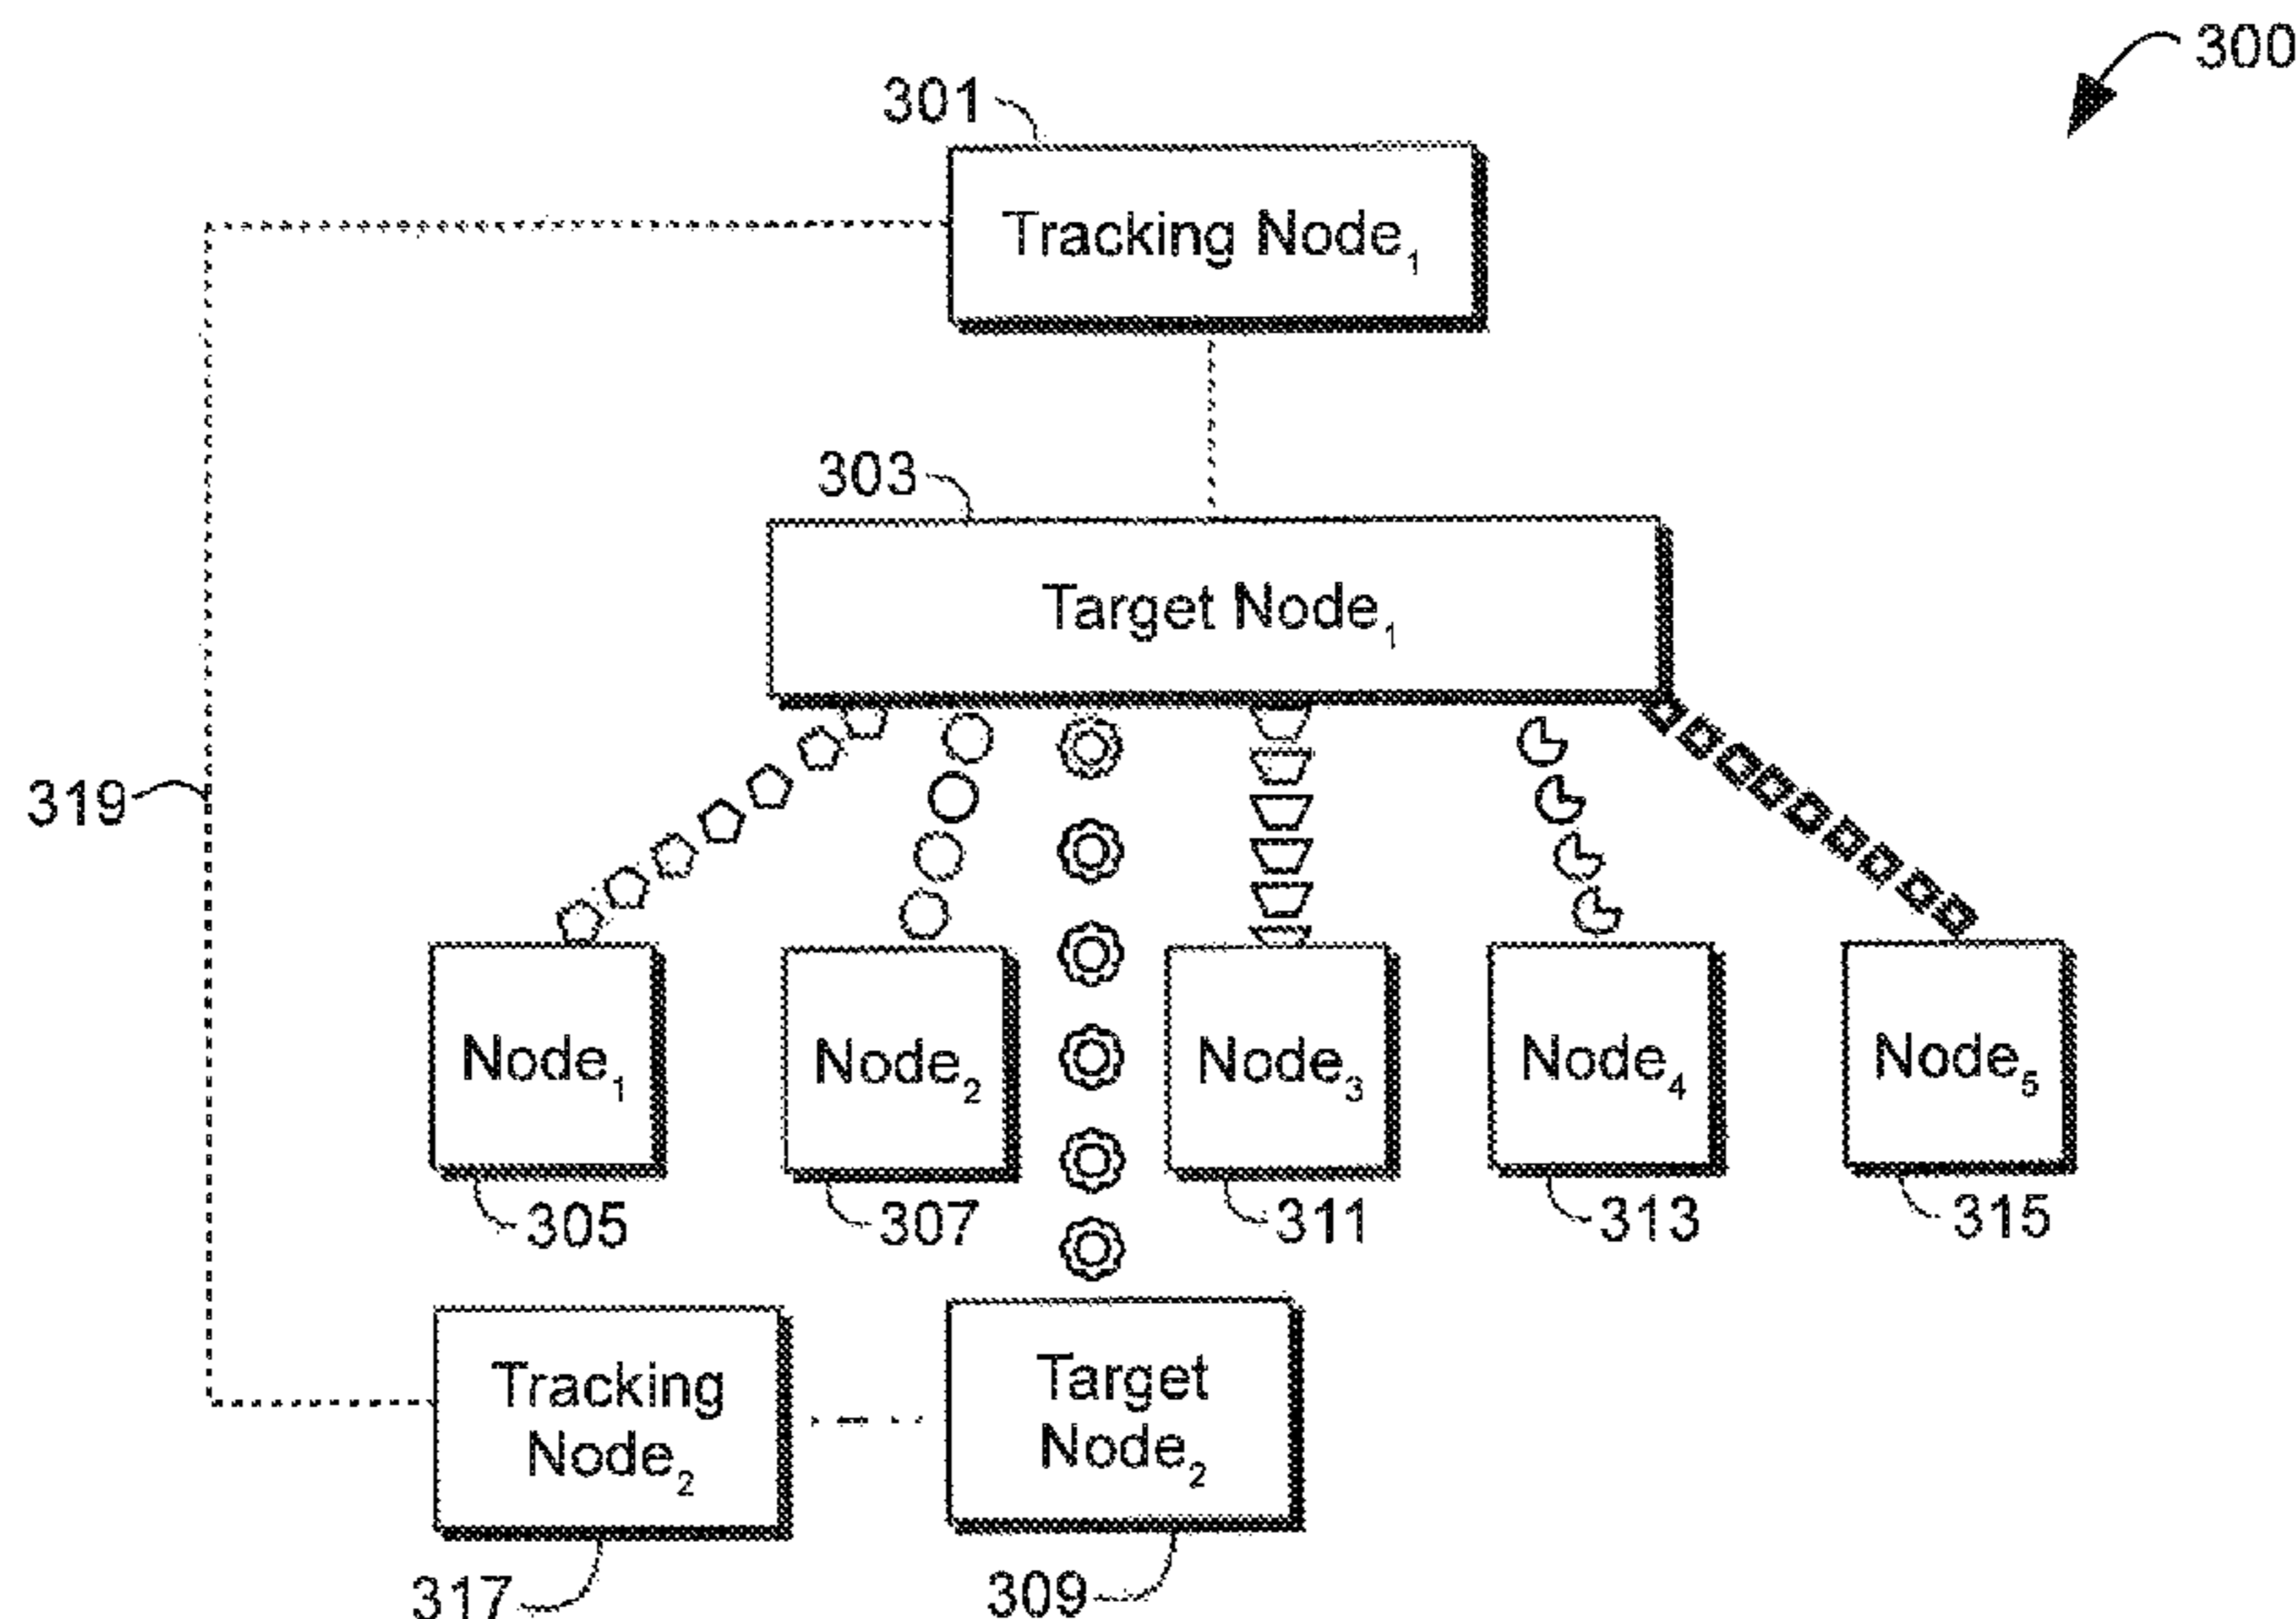 300
301
Tracking Node₁
303
Target Node₁
319
Node₁
Node₂
Node₃
Node₄
Node₅
305
307
311
313
315
Tracking
Node₂
Target
Node₂
317
309